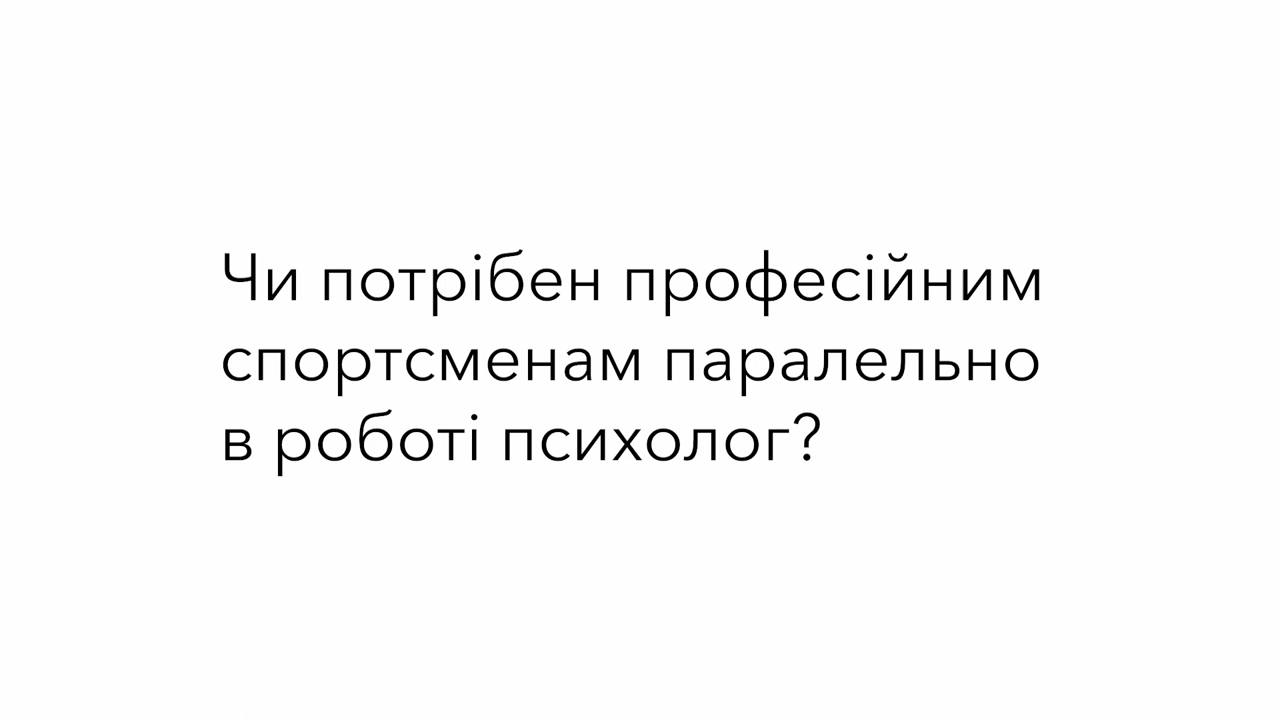 Чи потрібен професійним
спортсменам паралельно
в роботі психолог?